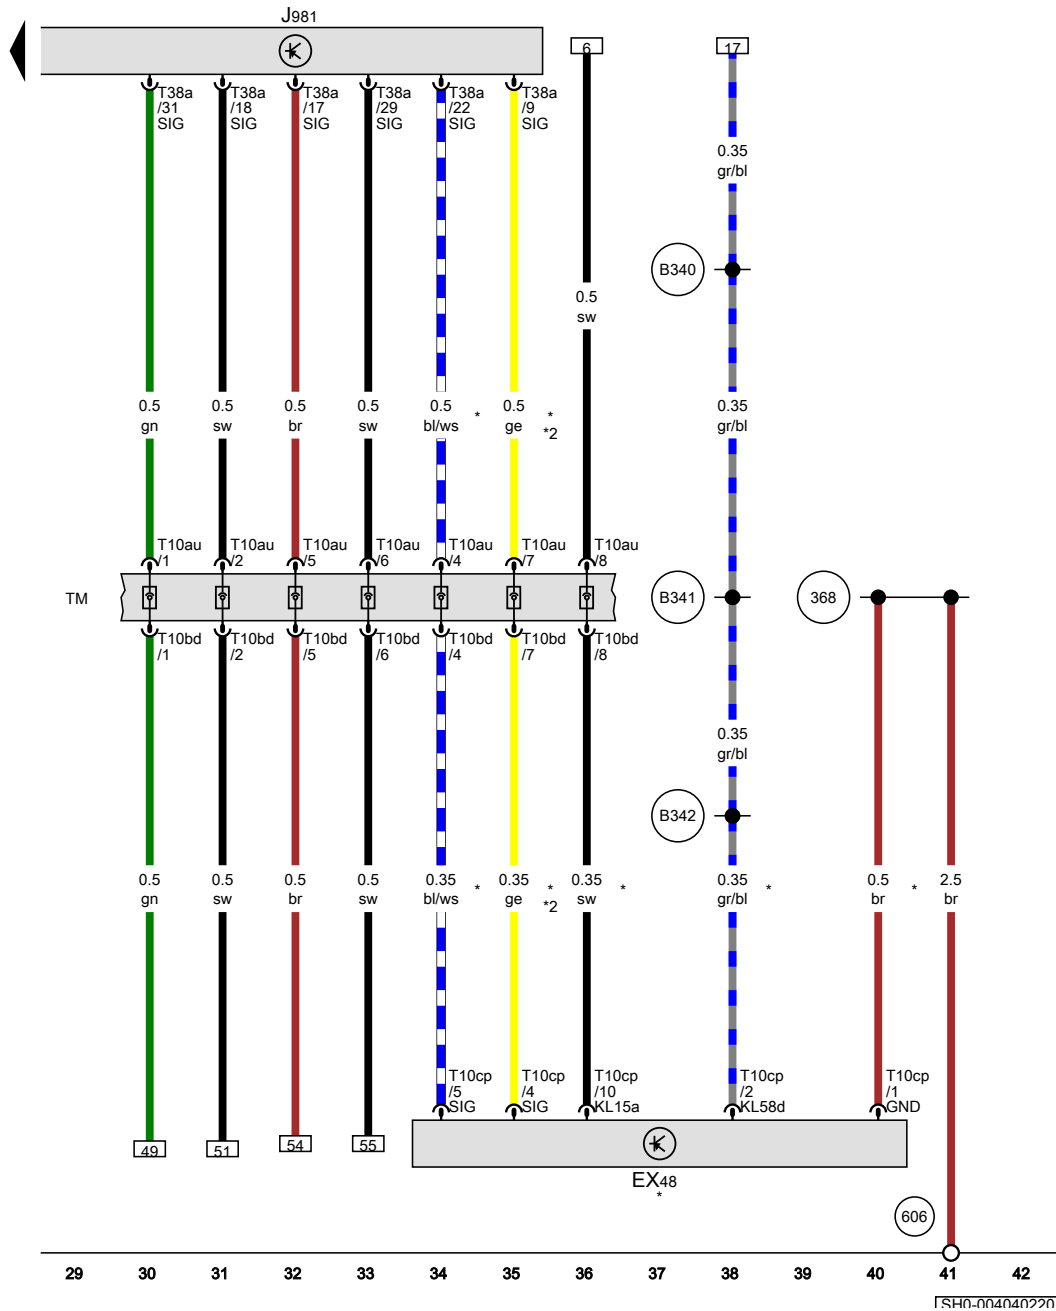 J981
6
17
T38a
/31
SIG
T38a
/18
SIG
T38a
/17
SIG
T38a
/29
SIG
T38a
/22
SIG
T38a
/9
SIG
0.35
gr/bl
B340
0.5
sw
0.5
gn
0.5
sw
0.5
br
0.5
sw
0.5
bl/ws
*
0.5
ge
*
*2
0.35
gr/bl
T10au
/1
T10au
/2
T10au
/5
T10au
/6
T10au
/4
T10au
/7
T10au
/8
TM
B341
368
T10bd
/1
T10bd
/2
T10bd
/5
T10bd
/6
T10bd
/4
T10bd
/7
T10bd
/8
0.35
gr/bl
B342
0.5
gn
0.5
sw
0.5
br
0.5
sw
0.35
bl/ws
*
0.35
ge
*
*2
0.35
sw
*
0.35
gr/bl
*
0.5
br
*
2.5
br
T10cp
/5
SIG
T10cp
/4
SIG
T10cp
/10
KL15a
T10cp
/2
KL58d
T10cp
/1
GND
49
51
54
55
EX48
*
606
29 30 31 32 33 34 35 36 37 38 39 40 41 42
SH0-004040220